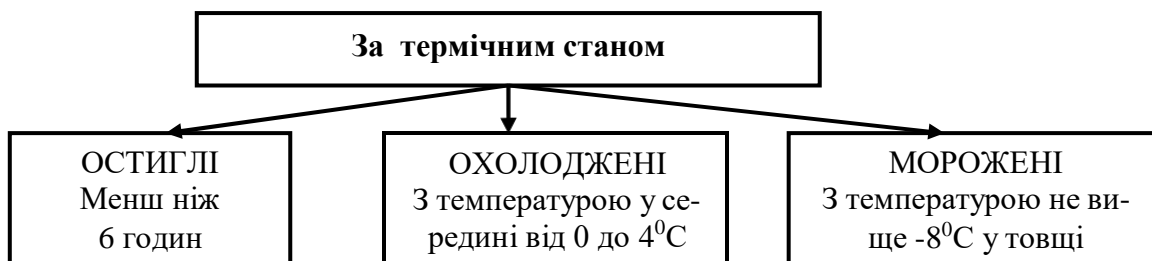 За термічним станом
ОСТИГЛІ
Менш ніж
6 годин
ОХОЛОДЖЕНІ
З температурою у се-
редині від 0 до 4⁰С
МОРОЖЕНІ
З температурою не ви-
ще -8⁰С у товщі